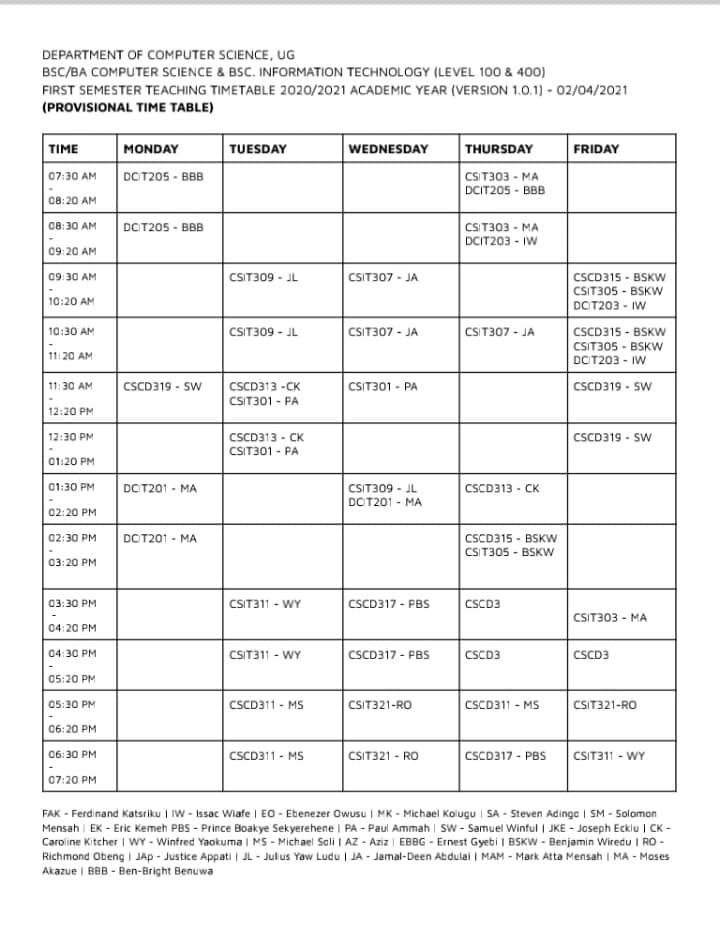 DEPARTMENT OF COMPUTER SCIENCE, UG
BSC/BA COMPUTER SCIENCE & BSC. INFORMATION TECHNOLOGY (LEVEL 100 & 400)
FIRST SEMESTER TEACHING TIMETABLE 2020/2021 ACADEMIC YEAR (VERSION 1.0.1) - 02/04/2021
(PROVISIONAL TIME TABLE)
TIME MONDAY TUESDAY WEDNESDAY THURSDAY FRIDAY
07:30 AM DCIT205 - BBB CSIT303 - MA
- DCIT205 - BBB
08:20 AM
08:30 AM DCIT205 - BBB CSIT303 - MA
- DCIT203 - IW
09:20 AM
09:30 AM CSIT309 - JL CSIT307 - JA CSCD315 - BSKW
- CSIT305 - BSKW
10:20 AM DCIT203 - IW
10:30 AM CSIT309 - JL CSIT307 - JA CSIT307 - JA CSCD315 - BSKW
- CSIT305 - BSKW
11:20 AM DCIT203 - IW
11:30 AM CSCD319 - SW CSCD313 -CK CSIT301 - PA CSCD319 - SW
- CSIT301 - PA
12:20 PM
12:30 PM CSCD313 - CK CSCD319 - SW
- CSIT301 - PA
01:20 PM
01:30 PM DCIT201 - MA CSIT309 - JL CSCD313 - CK
- DCIT201 - MA
02:20 PM
02:30 PM DCIT201 - MA CSCD315 - BSKW
- CSIT305 - BSKW
03:20 PM
03:30 PM CSIT311 - WY CSCD317 - PBS CSCD3
- CSIT303 - MA
04:20 PM
04:30 PM CSIT311 - WY CSCD317 - PBS CSCD3 CSCD3
-
05:20 PM
05:30 PM CSCD311 - MS CSIT321-RO CSCD311 - MS CSIT321-RO
-
06:20 PM
06:30 PM CSCD311 - MS CSIT321 - RO CSCD317 - PBS CSIT311 - WY
-
07:20 PM
FAK - Ferdinand Katsriku | IW - Issac Wiafe | EO - Ebenezer Owusu | MK - Michael Kolugu | SA - Steven Adingo | SM - Solomon
Mensah | EK - Eric Kemeh PBS - Prince Boakye Sekyerehene | PA - Paul Ammah | SW - Samuel Winful | JKE - Joseph Ecklu | CK -
Caroline Kitcher | WY - Winfred Yaokuma | MS - Michael Soli | AZ - Aziz | EBBG - Ernest Gyebi | BSKW - Benjamin Wiredu | RO -
Richmond Obeng | JAp - Justice Appati | JL - Julius Yaw Ludu | JA - Jamal-Deen Abdulai | MAM - Mark Atta Mensah | MA - Moses
Akazue | BBB - Ben-Bright Benuwa